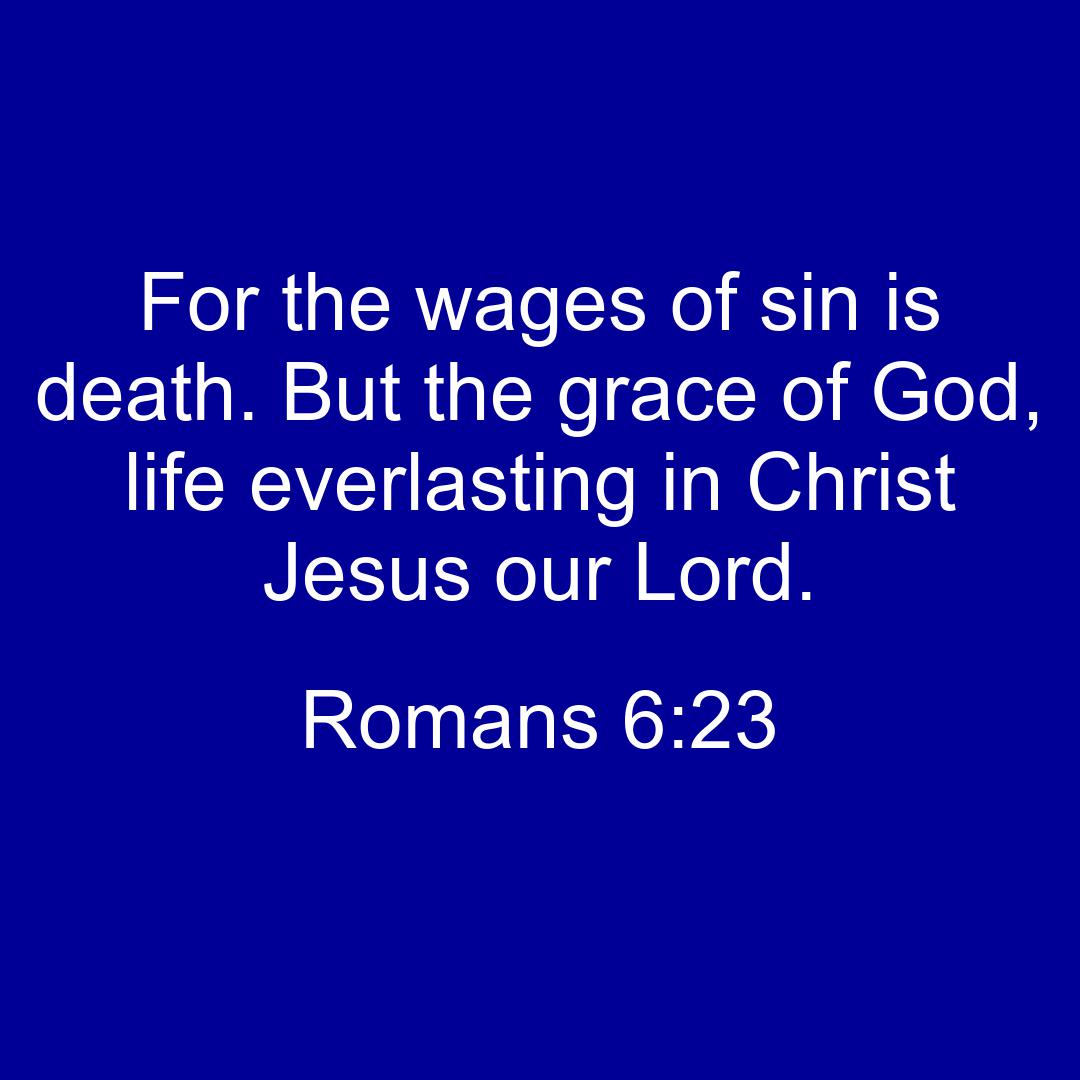 For the wages of sin is
death. But the grace of God,
life everlasting in Christ
Jesus our Lord.
Romans 6:23